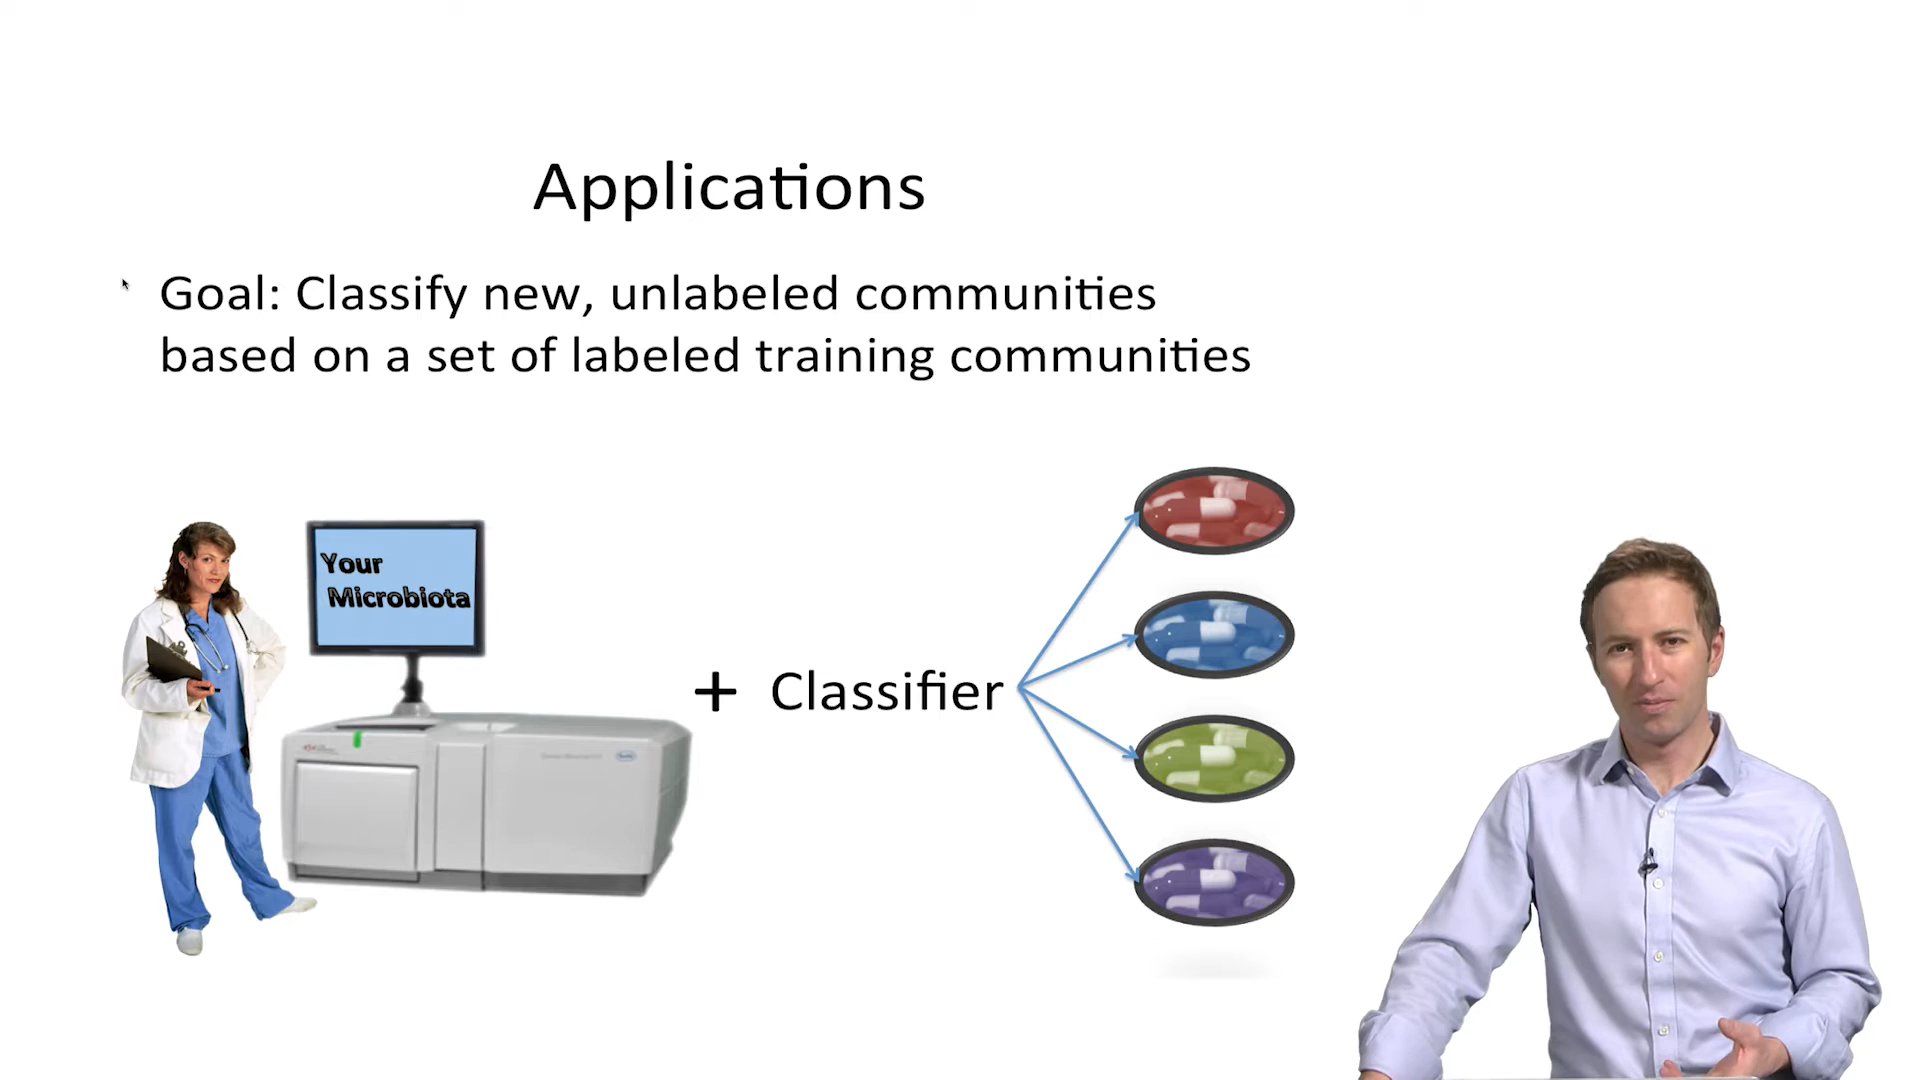 Applications
Goal: Classify new, unlabeled communities
based on a set of labeled training communities
Your
Microbiota
+ Classifier